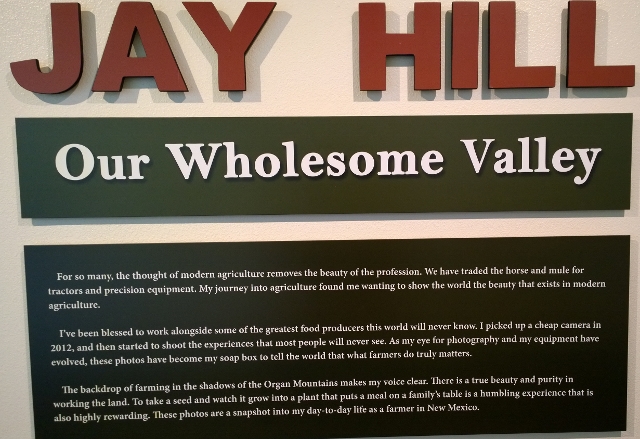 JAY HILL
Our Wholesome Valley
For so many, the thought of modern agriculture removes the beauty of the profession. We have traded the horse and mule for
tractors and precision equipment. My journey into agriculture found me wanting to show the world the beauty that exists in modern
agriculture.
I've been blessed to work alongside some of the greatest food producers this world will never know. I picked up a cheap camera in
2012, and then started to shoot the experiences that most people will never see. As my eye for photography and my equipment have
evolved, these photos have become my soap box to tell the world that what farmers do truly matters.
The backdrop of farming in the shadows of the Organ Mountains makes my voice clear. There is a true beauty and purity in
working the land. To take a seed and watch it grow into a plant that puts a meal on a family's table is a humbling experience that is
also highly rewarding. These photos are a snapshot into my day-to-day life as a farmer in New Mexico.